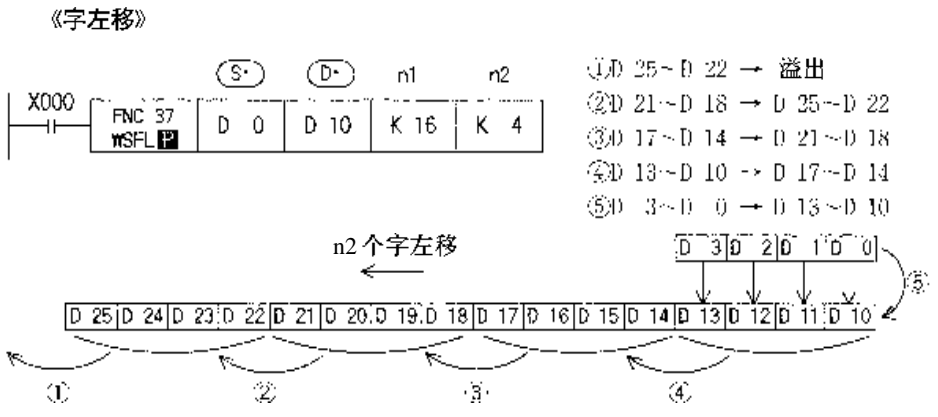 《字左移》
S· D· n1 n2
X000
FNC 37
WSFL P D 0 D 10 K 16 K 4
①D 25~D 22 → 溢出
②D 21~D 18 → D 25~D 22
③D 17~D 14 → D 21~D 18
④D 13~D 10 → D 17~D 14
⑤D 3~D 0 → D 13~D 10
n2个字左移
D 3 D 2 D 1 D 0
⑤
D 25 D 24 D 23 D 22 D 21 D 20 D 19 D 18 D 17 D 16 D 15 D 14 D 13 D 12 D 11 D 10
① ② ③ ④